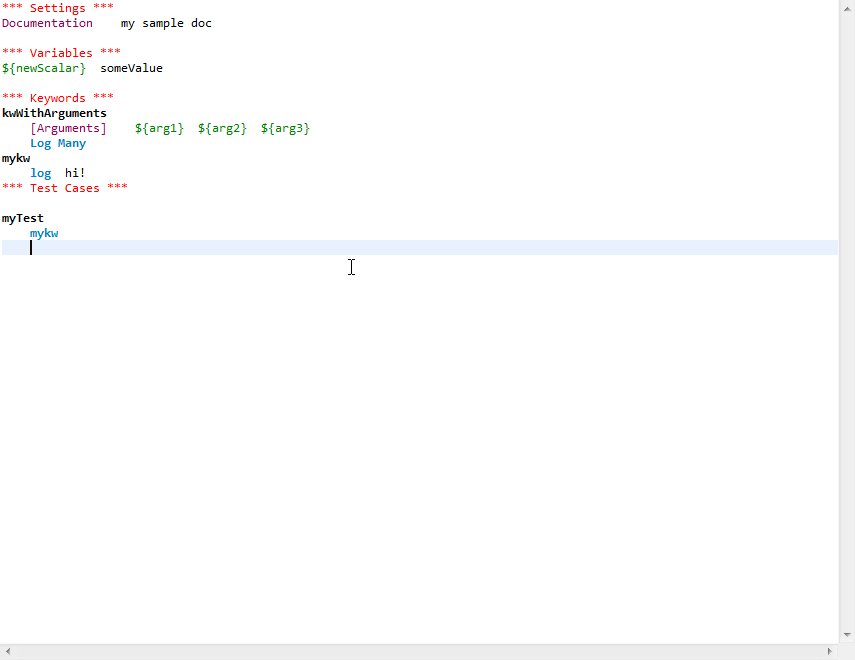 *** Settings ***
Documentation    my sample doc
*** Variables ***
${newScalar}  someValue
*** Keywords ***
kwWithArguments
    [Arguments]    ${arg1}  ${arg2}  ${arg3}
    Log Many
mykw
    log  hi!
*** Test Cases ***
myTest
    mykw